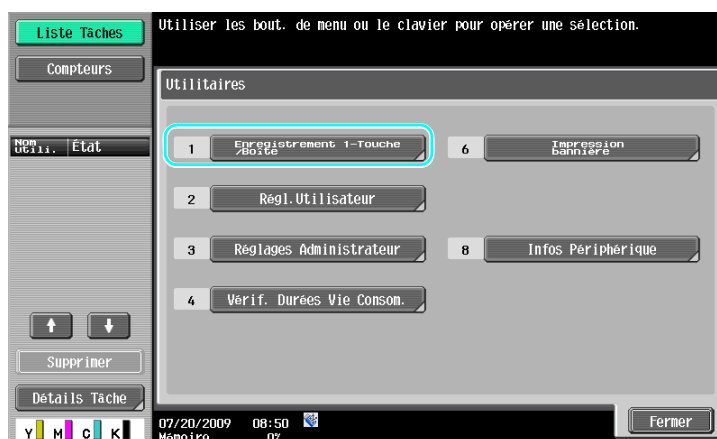 Liste Tâches
Utiliser les bout. de menu ou le clavier pour opérer une sélection.
Compteurs
Utilitaires
Nom Utili. État
1 Enregistrement 1-Touche
/Boîte
6 Impression
bannière
2 Régl.Utilisateur
3 Réglages Administrateur
8 Infos Périphérique
4 Vérif. Durées Vie Consom.
Supprimer
Détails Tâche
Fermer
Y M C K
07/20/2009 08:50
Mémoire 0%